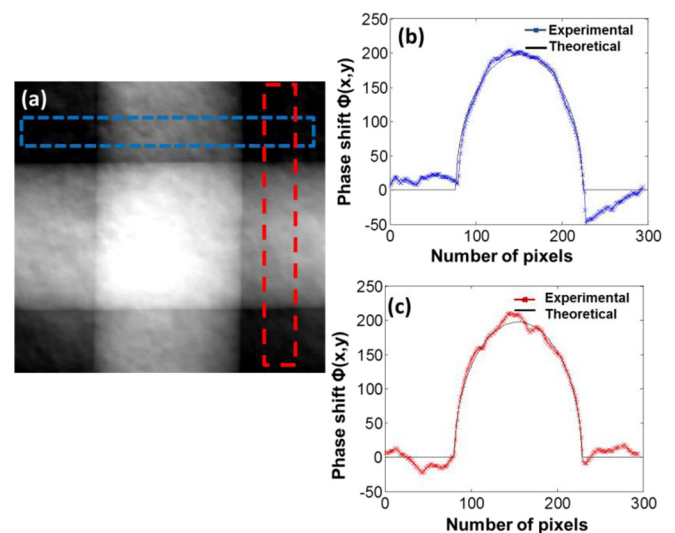 (a)
(b)
Experimental
Theoretical
Phase shift Φ(x,y)
250
200
150
100
50
0
-50
0
100
200
300
Number of pixels
(c)
Experimental
Theoretical
Phase shift Φ(x,y)
250
200
150
100
50
0
-50
0
100
200
300
Number of pixels